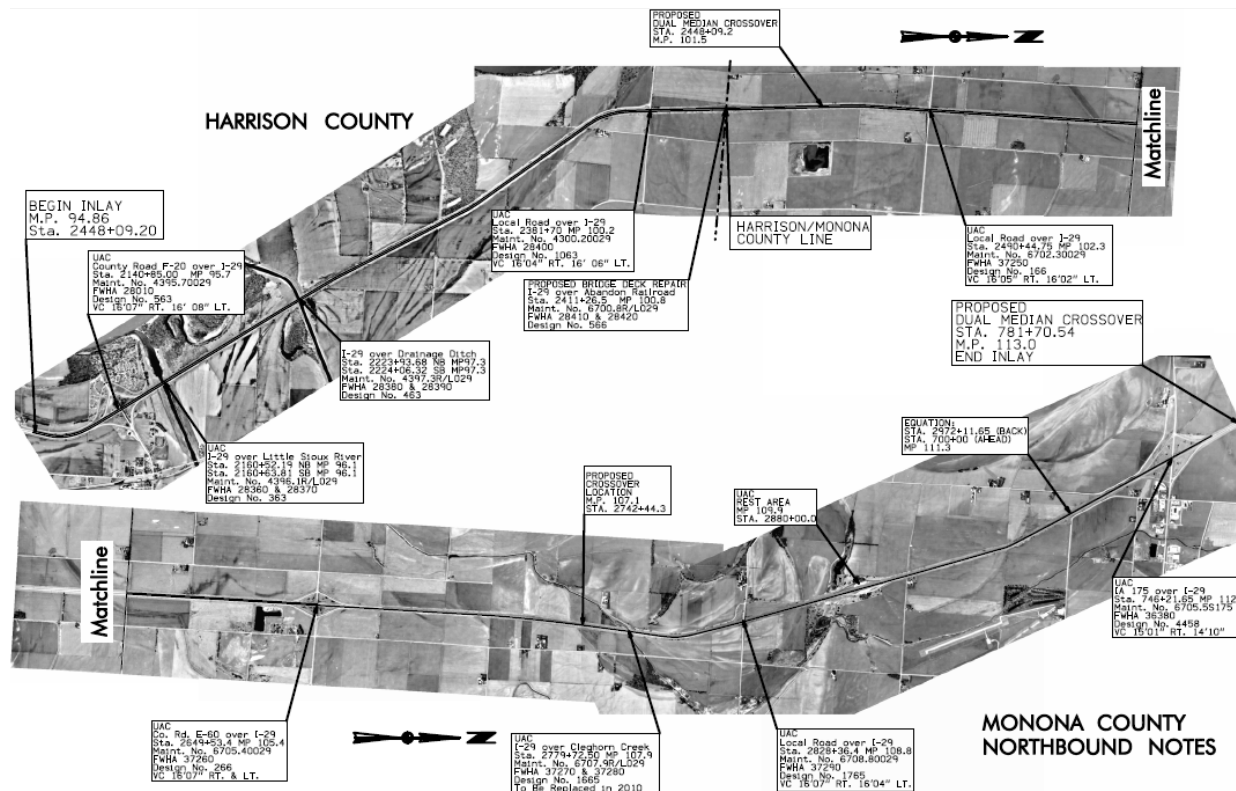 PROPOSED
DUAL MEDIAN CROSSOVER
STA. 2448+09.2
M.P. 101.5
N
HARRISON COUNTY
Matchline
BEGIN INLAY
M.P. 94.86
Sta. 2448+09.20
UAC
County Road F-20 over I-29
Sta. 2140+85.00 MP 95.7
Maint. No. 4395.70029
FWHA 28010
Design No. 563
VC 16'07" RT. 16' 08" LT.
UAC
Local Road over I-29
Sta. 2381+70 MP 100.2
Maint. No. 4300.20029
FWHA 28400
Design No. 1063
VC 16'04" RT. 16' 06" LT.
HARRISON/MONONA
COUNTY LINE
UAC
Local Road over I-29
Sta. 2490+44.75 MP 102.3
Maint. No. 6702.30029
FWHA 37250
Design No. 166
VC 16'05" RT. 16'02" LT.
PROPOSED BRIDGE DECK REPAIR
I-29 over Abandon Railroad
Sta. 2411+26.5 MP 100.8
Maint. No. 6700.8R/L029
FWHA 28410 & 28420
Design No. 566
PROPOSED
DUAL MEDIAN CROSSOVER
STA. 781+70.54
M.P. 113.0
END INLAY
I-29 over Drainage Ditch
Sta. 2223+93.68 NB MP97.3
Sta. 2224+06.32 SB MP97.3
Maint. No. 4397.3R/L029
FWHA 28380 & 28390
Design No. 463
EQUATION:
STA. 2972+11.65 (BACK)
STA. 700+00 (AHEAD)
MP 111.3
UAC
I-29 over Little Sioux River
Sta. 2160+52.19 NB MP 96.1
Sta. 2160+63.81 SB MP 96.1
Maint. No. 4396.1R/L029
FWHA 28360 & 28370
Design No. 363
PROPOSED
CROSSOVER
LOCATION
M.P. 107.1
STA. 2742+44.3
UAC
REST AREA
MP 109.9
STA. 2880+00.0
Matchline
UAC
IA 175 over I-29
Sta. 746+21.65 MP 112
Maint. No. 6705.5S175
FWHA 36380
Design No. 4458
VC 15'01" RT. 14'10"
UAC
Co. Rd. E-60 over I-29
Sta. 2649+53.4 MP 105.4
Maint. No. 6705.40029
FWHA 37260
Design No. 266
VC 16'07" RT. & LT.
N
UAC
I-29 over Cleghorn Creek
Sta. 2779+72.50 MP 107.9
Maint. No. 6707.9R/L029
FWHA 37270 & 37280
Design No. 1665
To Be Replaced in 2010
UAC
Local Road over I-29
Sta. 2828+36.4 MP 108.8
Maint. No. 6708.80029
FWHA 37290
Design No. 1765
VC 16'07" RT. 16'04" LT.
MONONA COUNTY
NORTHBOUND NOTES